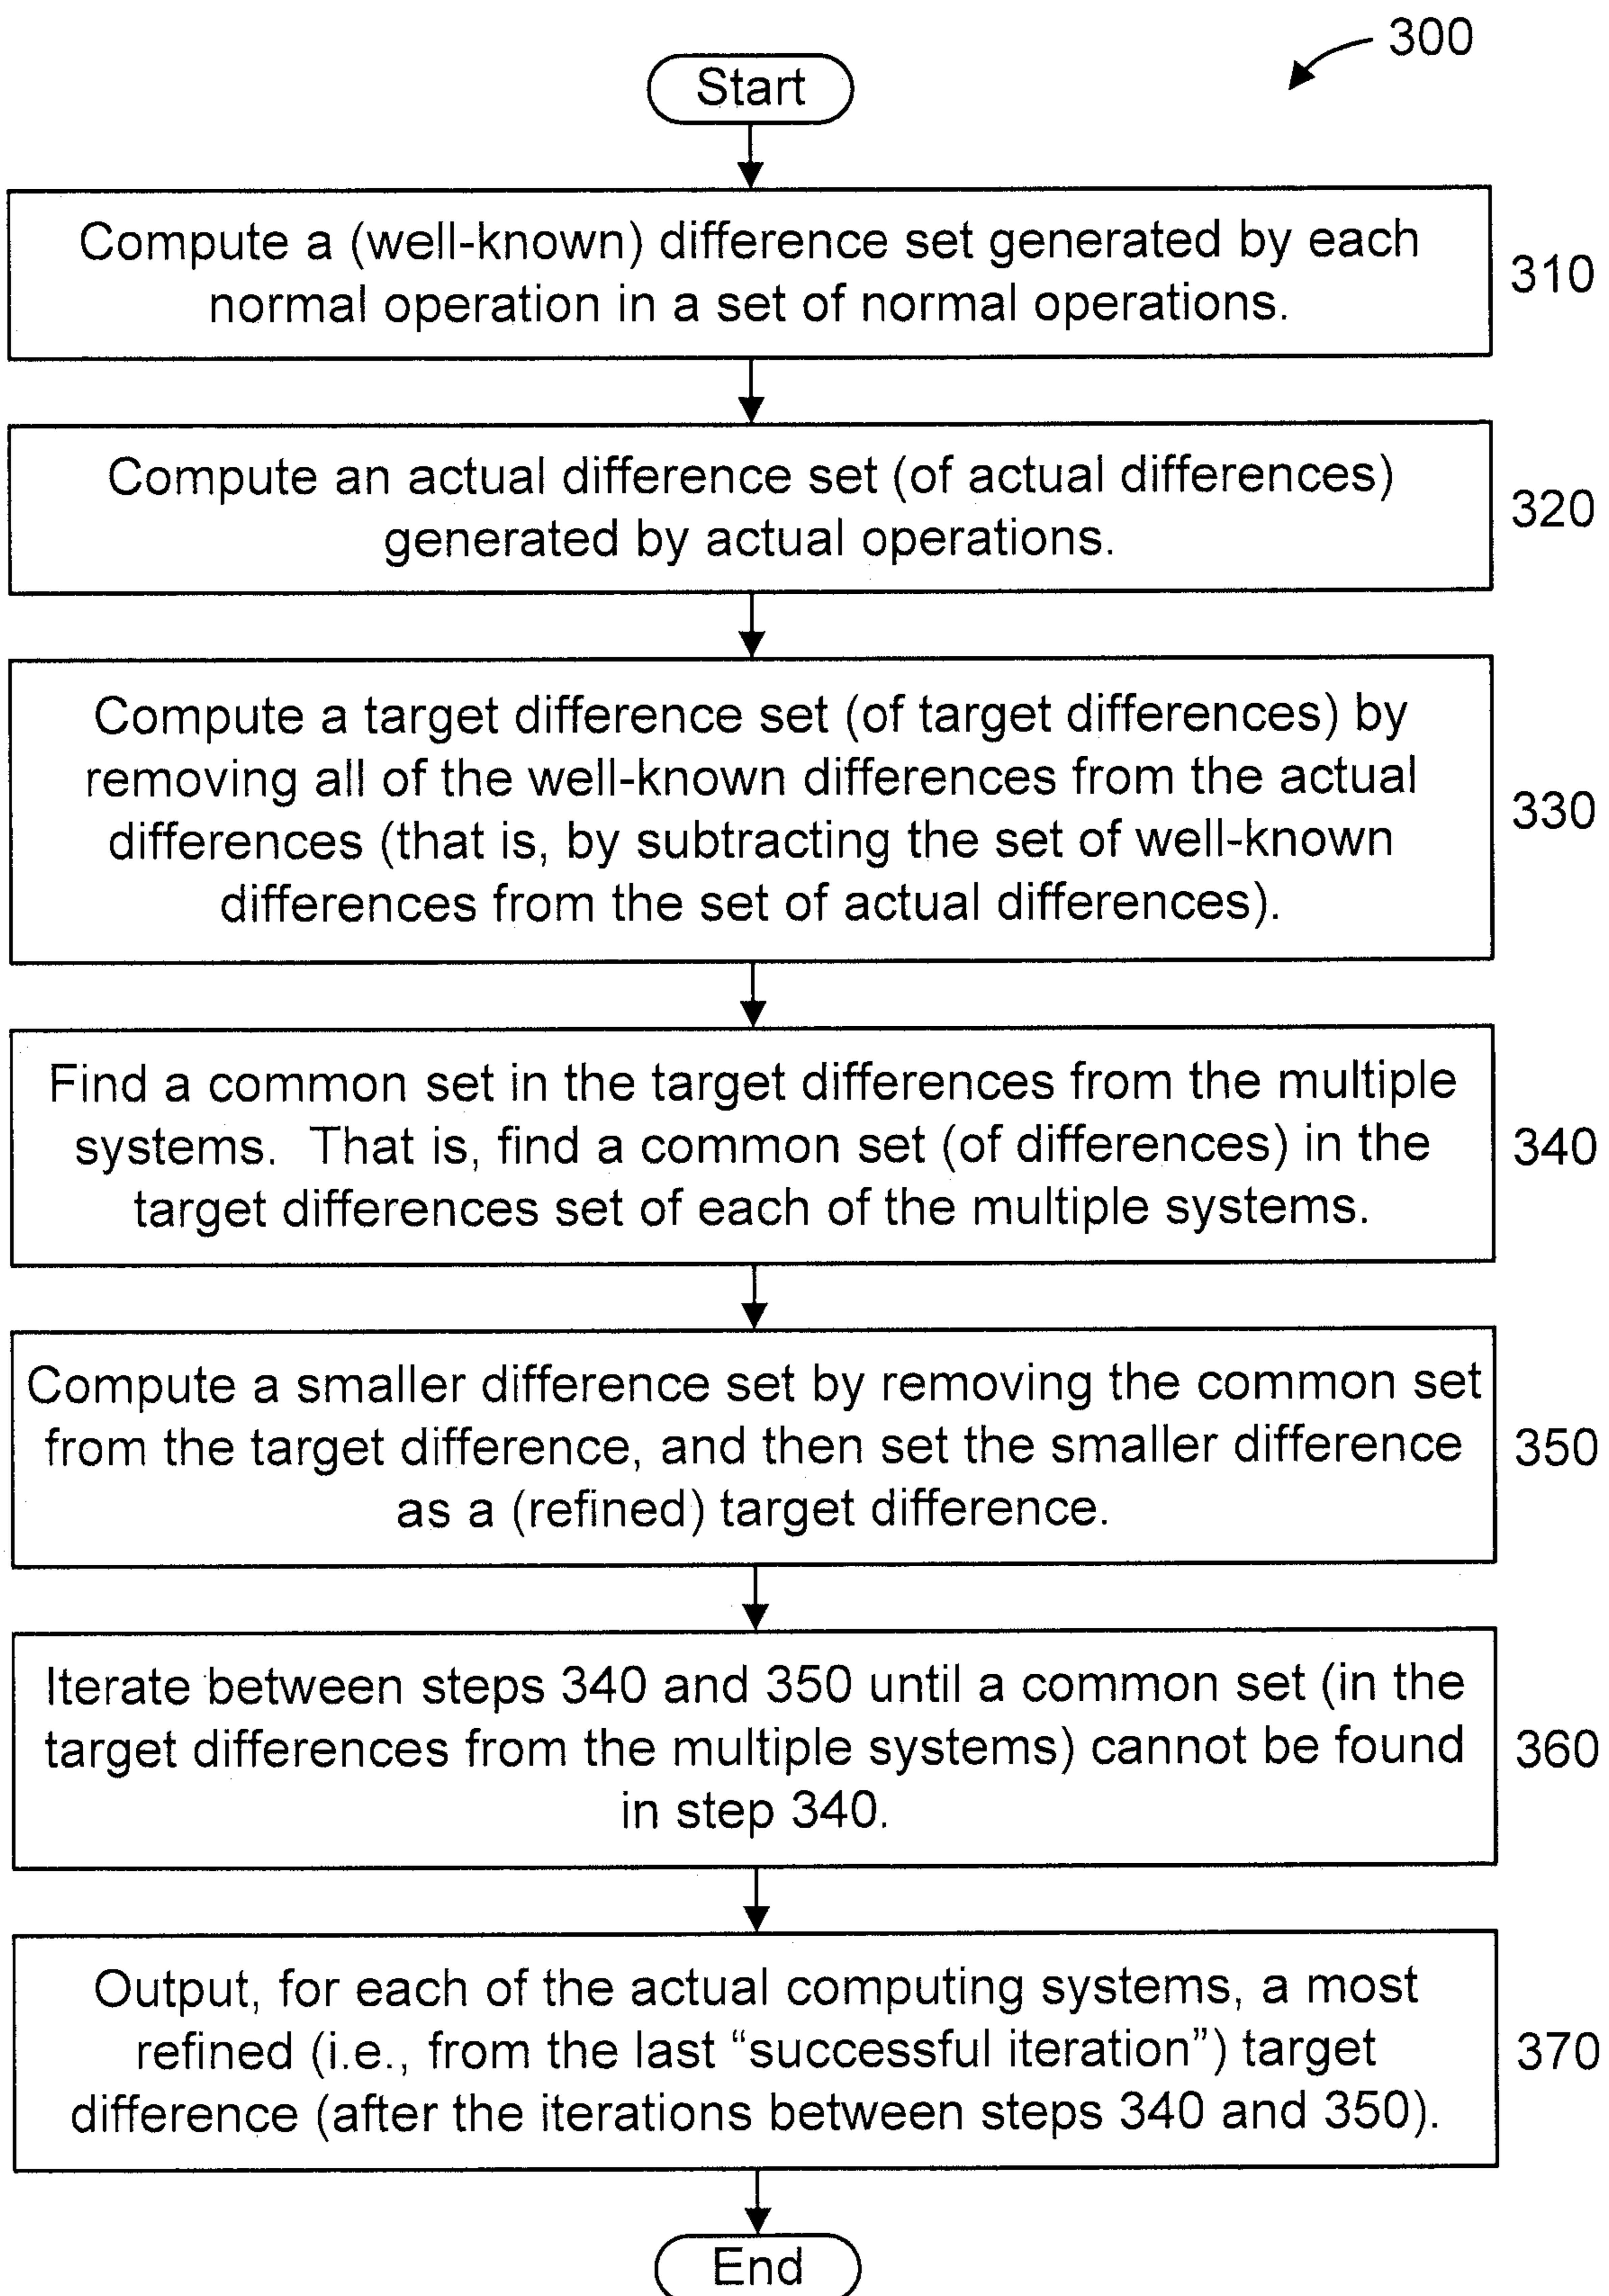 300
Start
Compute a (well-known) difference set generated by each
normal operation in a set of normal operations.
310
Compute an actual difference set (of actual differences)
generated by actual operations.
320
Compute a target difference set (of target differences) by
removing all of the well-known differences from the actual
differences (that is, by subtracting the set of well-known
differences from the set of actual differences).
330
Find a common set in the target differences from the multiple
systems.  That is, find a common set (of differences) in the
target differences set of each of the multiple systems.
340
Compute a smaller difference set by removing the common set
from the target difference, and then set the smaller difference
as a (refined) target difference.
350
Iterate between steps 340 and 350 until a common set (in the
target differences from the multiple systems) cannot be found
in step 340.
360
Output, for each of the actual computing systems, a most
refined (i.e., from the last “successful iteration”) target
difference (after the iterations between steps 340 and 350).
370
End